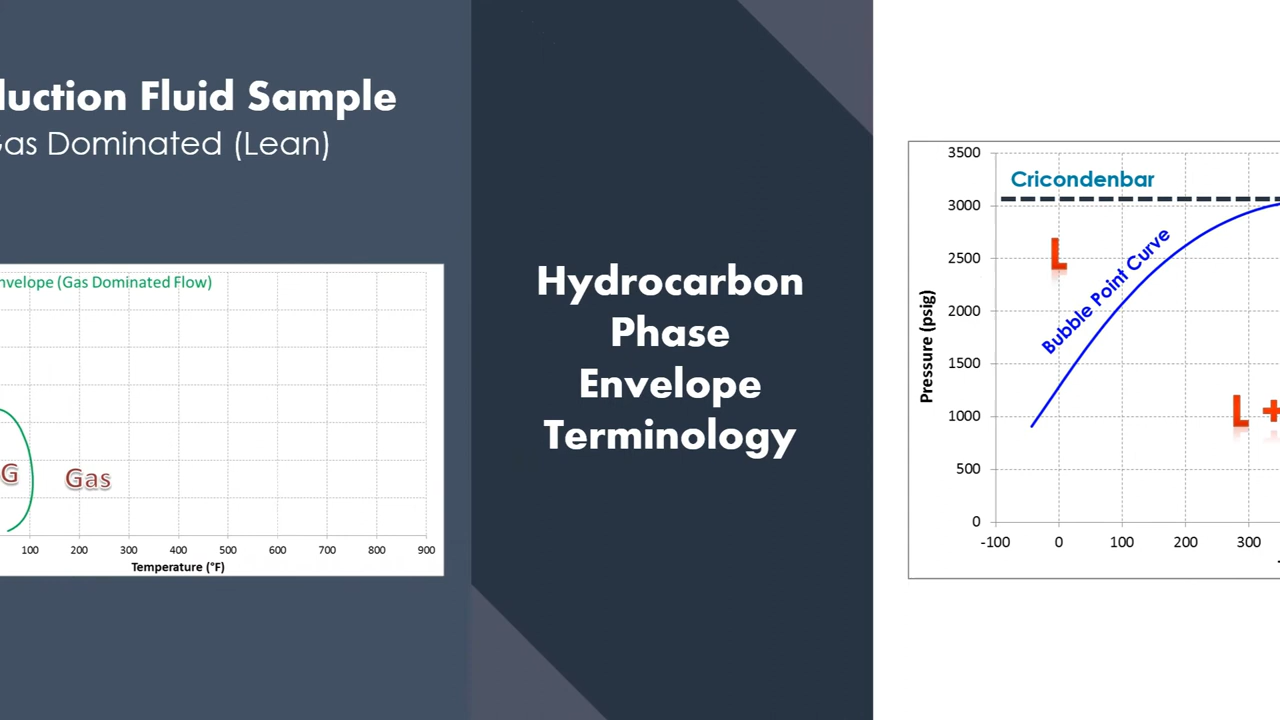 duction Fluid Sample
Gas Dominated (Lean)
nvelope (Gas Dominated Flow)
G
Gas
100 200 300 400 500 600 700 800 900
Temperature (°F)
Hydrocarbon
Phase
Envelope
Terminology
3500
3000
2500
2000
1500
1000
500
0
Pressure (psig)
Cricondenbar
L
Bubble Point Curve
L +
-100 0 100 200 300